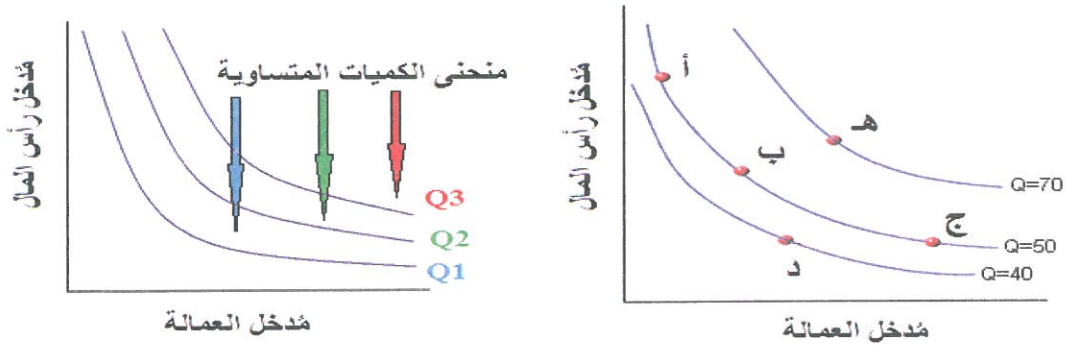 منحنى الكميات المتساوية
مُدخل رأس المال
Q3
Q2
Q1
مُدخل العمالة
مُدخل رأس المال
أ
ب
ج
د
هـ
Q=70
Q=50
Q=40
مُدخل العمالة